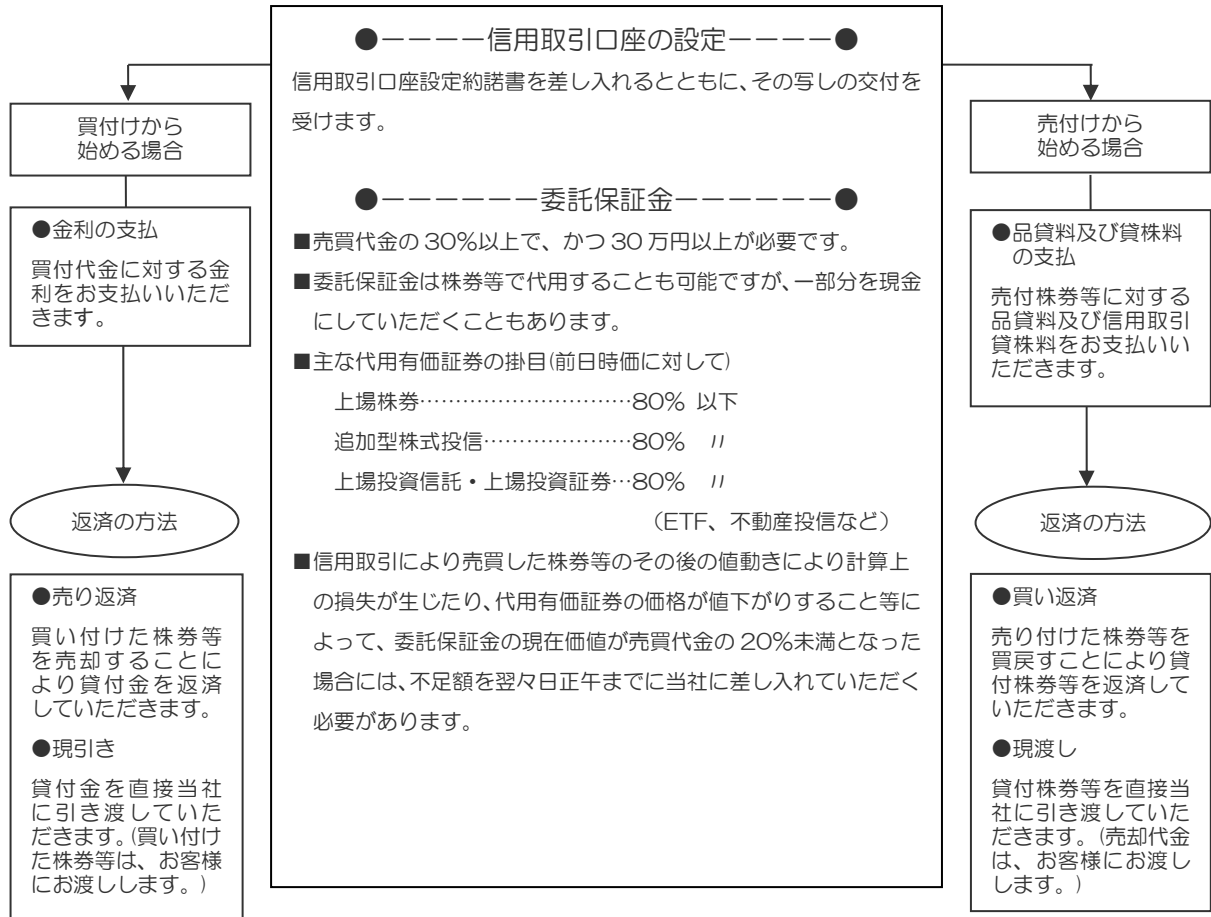 ●ーーーー信用取引口座の設定ーーーー●
信用取引口座設定約諾書を差し入れるとともに、その写しの交付を
受けます。
●ーーーーーー委託保証金ーーーーーー●
■売買代金の 30%以上で、かつ 30 万円以上が必要です。
■委託保証金は株券等で代用することも可能ですが、一部分を現金
にしていただくこともあります。
■主な代用有価証券の掛目(前日時価に対して)
上場株券…………………………80% 以下
追加型株式投信…………………80% 〃
上場投資信託・上場投資証券…80% 〃
（ETF、不動産投信など）
■信用取引により売買した株券等のその後の値動きにより計算上
の損失が生じたり、代用有価証券の価格が値下がりすること等に
よって、委託保証金の現在価値が売買代金の 20%未満となった
場合には、不足額を翌々日正午までに当社に差し入れていただく
必要があります。
買付けから
始める場合
●金利の支払
買付代金に対する金
利をお支払いいただ
きます。
返済の方法
●売り返済
買い付けた株券等
を売却することに
より貸付金を返済
していただきます。
●現引き
貸付金を直接当社
に引き渡していた
だきます。(買い付け
た株券等は、お客様
にお渡しします。)
売付けから
始める場合
●品貸料及び貸株料
の支払
売付株券等に対する
品貸料及び信用取引
貸株料をお支払いい
ただきます。
返済の方法
●買い返済
売り付けた株券等を
買戻すことにより貸
付株券等を返済して
いただきます。
●現渡し
貸付株券等を直接当
社に引き渡していた
だきます。(売却代金
は、お客様にお渡し
します。)